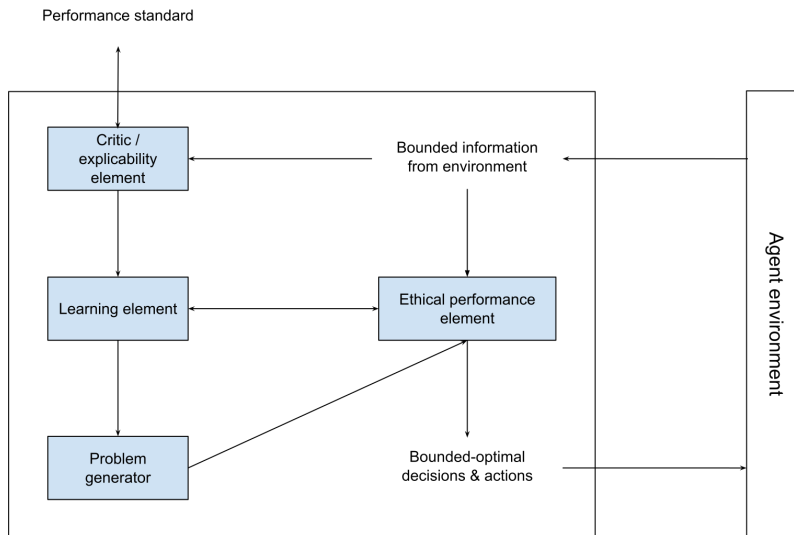 Performance standard
Critic /
explicability
element
Bounded information
from environment
Agent environment
Learning element
Ethical performance
element
Problem
generator
Bounded-optimal
decisions & actions